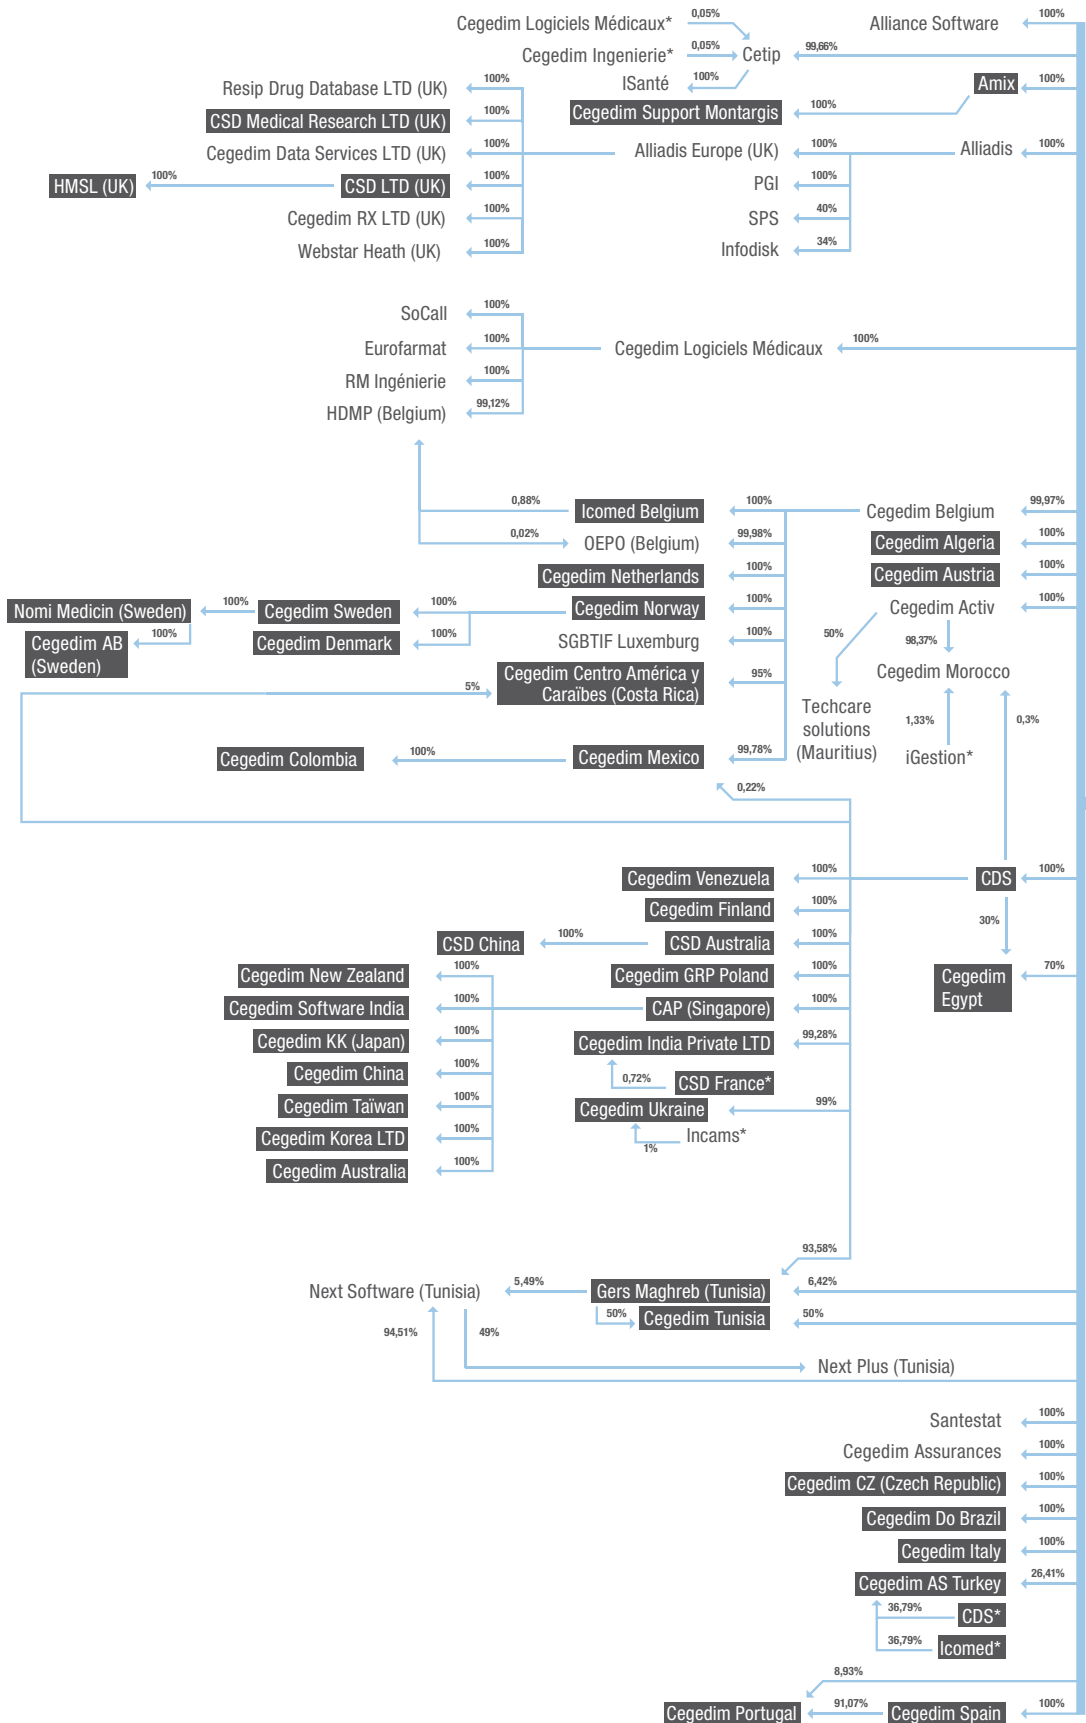 Cegedim Logiciels Médicaux* 0,05% Alliance Software 100%
Cegedim Ingenierie* 0,05% Cetip 99,66%
ISanté 100%
Amix 100%
Cegedim Support Montargis 100%
Resip Drug Database LTD (UK) 100%
CSD Medical Research LTD (UK) 100%
Cegedim Data Services LTD (UK) 100% Alliadis Europe (UK) 100% Alliadis 100%
HMSL (UK) 100% CSD LTD (UK) 100% PGI 100%
Cegedim RX LTD (UK) 100% SPS 40%
Webstar Heath (UK) 100% Infodisk 34%
SoCall 100%
Eurofarmat 100% Cegedim Logiciels Médicaux 100%
RM Ingénierie 100%
HDMP (Belgium) 99,12%
0,88% Icomed Belgium 100% Cegedim Belgium 99,97%
0,02% OEPO (Belgium) 99,98% Cegedim Algeria 100%
Cegedim Netherlands 100% Cegedim Austria 100%
Nomi Medicin (Sweden) 100% Cegedim Sweden 100% Cegedim Norway 100% Cegedim Activ 100%
Cegedim AB 100% Cegedim Denmark 100% SGBTIF Luxemburg 100% 50% 98,37%
(Sweden)
5% Cegedim Centro América y 95% Cegedim Morocco
Caraïbes (Costa Rica)
Techcare 1,33% 0,3%
solutions
(Mauritius) iGestion*
Cegedim Colombia 100% Cegedim Mexico 99,78%
0,22%
Cegedim Venezuela 100% CDS 100%
Cegedim Finland 100% 30%
CSD China 100% CSD Australia 100%
Cegedim New Zealand 100% Cegedim GRP Poland 100% Cegedim 70%
Egypt
Cegedim Software India 100% CAP (Singapore) 100%
Cegedim KK (Japan) 100% Cegedim India Private LTD 99,28%
Cegedim China 100% 0,72% CSD France*
Cegedim Taïwan 100% Cegedim Ukraine 99%
Cegedim Korea LTD 100% 1% Incams*
Cegedim Australia 100%
93,58%
Next Software (Tunisia) 5,49% Gers Maghreb (Tunisia) 6,42%
50% Cegedim Tunisia 50%
94,51% 49%
Next Plus (Tunisia)
Santestat 100%
Cegedim Assurances 100%
Cegedim CZ (Czech Republic) 100%
Cegedim Do Brazil 100%
Cegedim Italy 100%
Cegedim AS Turkey 26,41%
36,79% CDS*
36,79% Icomed*
8,93%
Cegedim Portugal 91,07% Cegedim Spain 100%